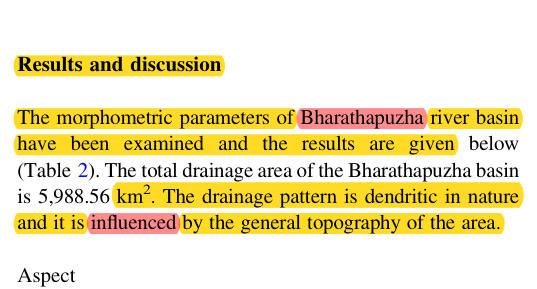 Results and discussion
The morphometric parameters of Bharathapuzha river basin
have been examined and the results are given below
(Table 2). The total drainage area of the Bharathapuzha basin
is 5,988.56 km². The drainage pattern is dendritic in nature
and it is influenced by the general topography of the area.
Aspect